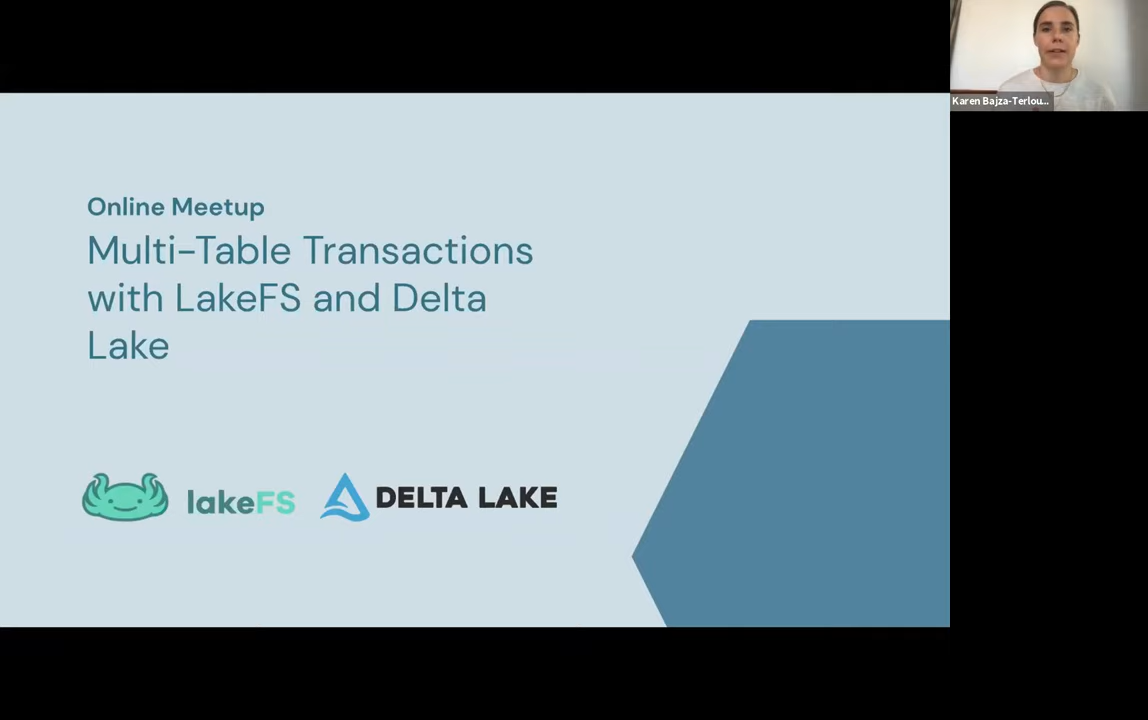 Karen Bajza-Terlou...
Online Meetup
Multi-Table Transactions
with LakeFS and Delta
Lake
lakeFS
DELTA LAKE